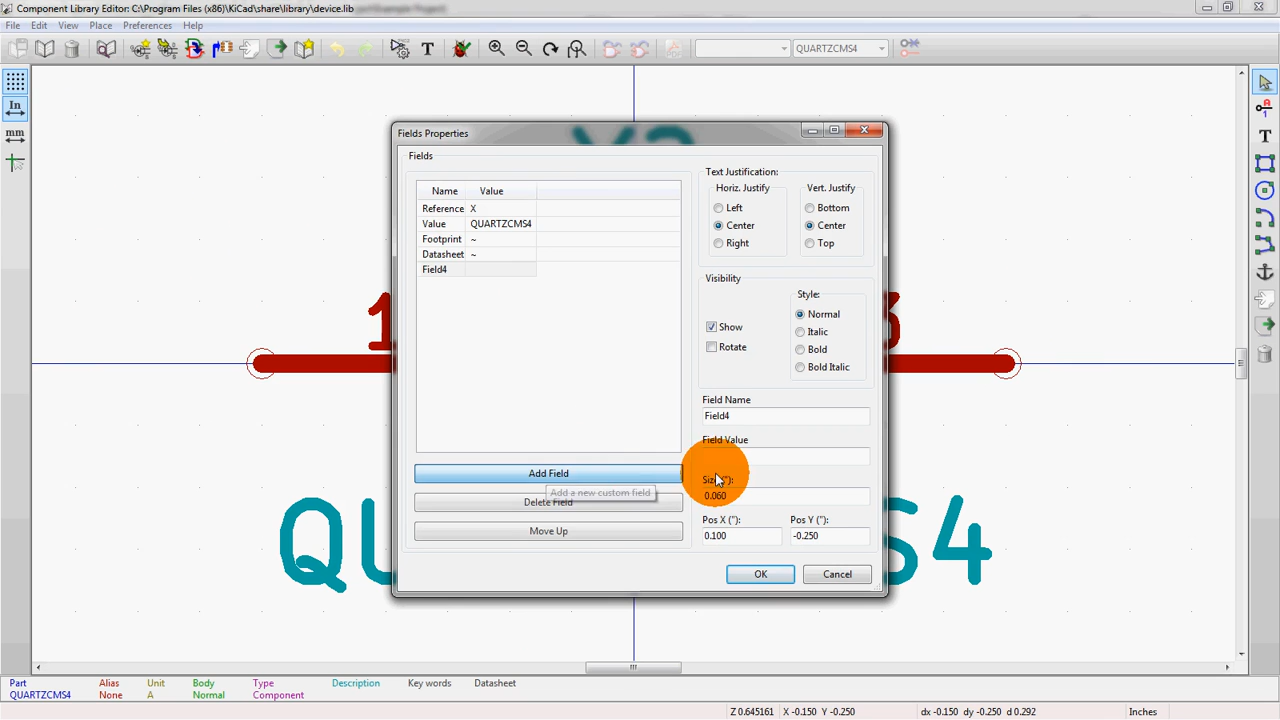 Component Library Editor: C:\Program Files (x86)\KiCad\share\library\device.lib
File Edit View Place Preferences Help
QUARTZCMS4
In
mm
Fields Properties
Fields
Name Value
Reference X
Value QUARTZCMS4
Footprint ~
Datasheet ~
Field4
Add Field
Add a new custom field
Delete Field
Move Up
Text Justification:
Horiz. Justify
Left
Center
Right
Vert. Justify
Bottom
Center
Top
Visibility
Show
Rotate
Style:
Normal
Italic
Bold
Bold Italic
Field Name
Field4
Field Value
Size ("):
0.060
Pos X ("): Pos Y ("):
0.100 -0.250
OK Cancel
1
Part Alias Unit Body Type Description Key words Datasheet
QUARTZCMS4 None A Normal Component
Z 0.645161 X -0.150 Y -0.250 dx -0.150 dy -0.250 d 0.292 Inches